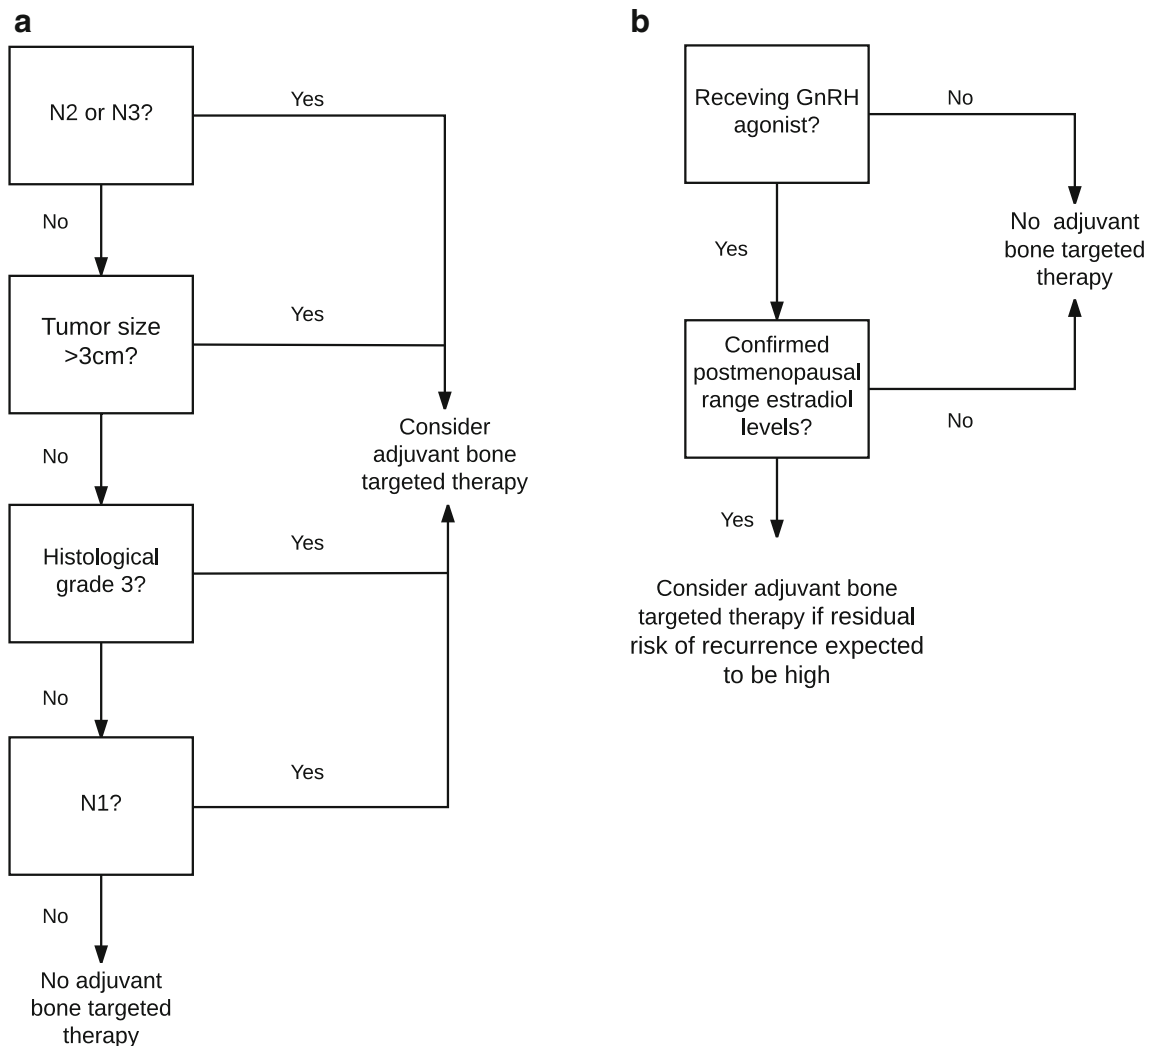 a
N2 or N3?
Yes
No
Tumor size
>3cm?
Yes
No
Consider
adjuvant bone
targeted therapy
Histological
grade 3?
Yes
No
N1?
Yes
No
No adjuvant
bone targeted
therapy
b
Receving GnRH
agonist?
No
Yes
No adjuvant
bone targeted
therapy
Confirmed
postmenopausal
range estradiol
levels?
No
Yes
Consider adjuvant bone
targeted therapy if residual
risk of recurrence expected
to be high